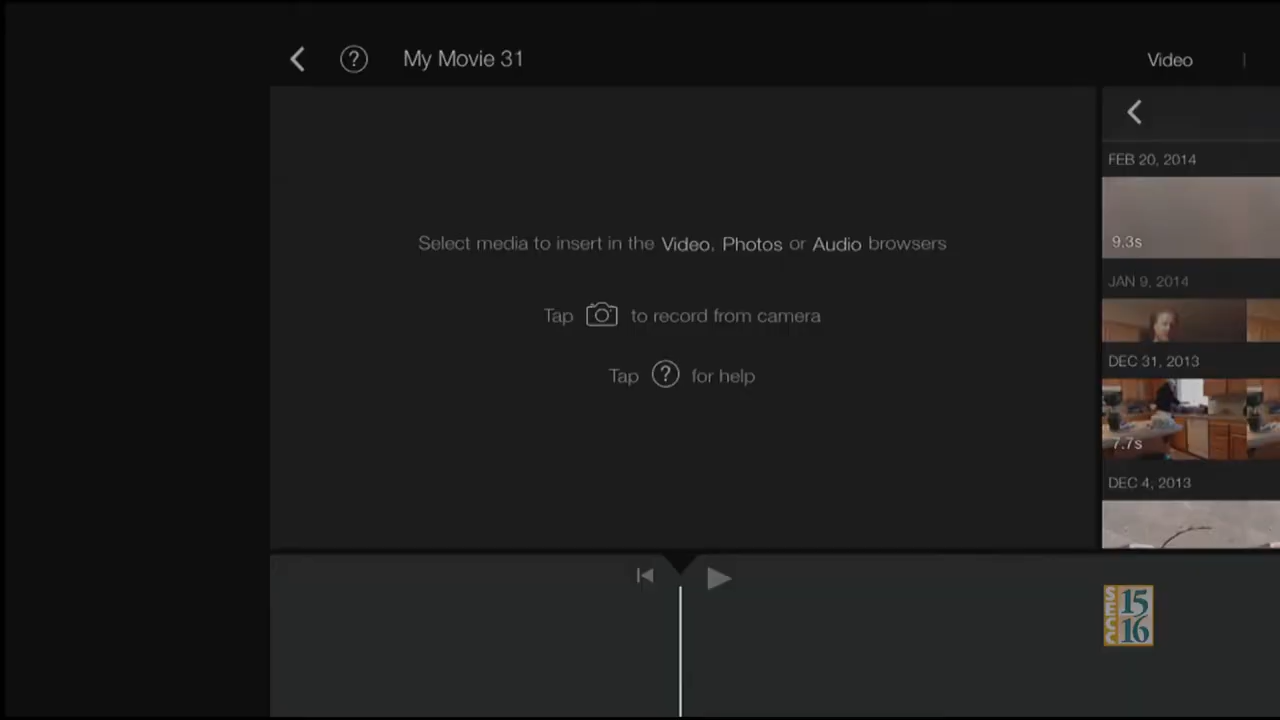 ? My Movie 31
Video
Select media to insert in the Video, Photos or Audio browsers
Tap to record from camera
Tap ? for help
FEB 20, 2014
9.3s
JAN 9, 2014
DEC 31, 2013
7.7s
DEC 4, 2013
SECC
15
16